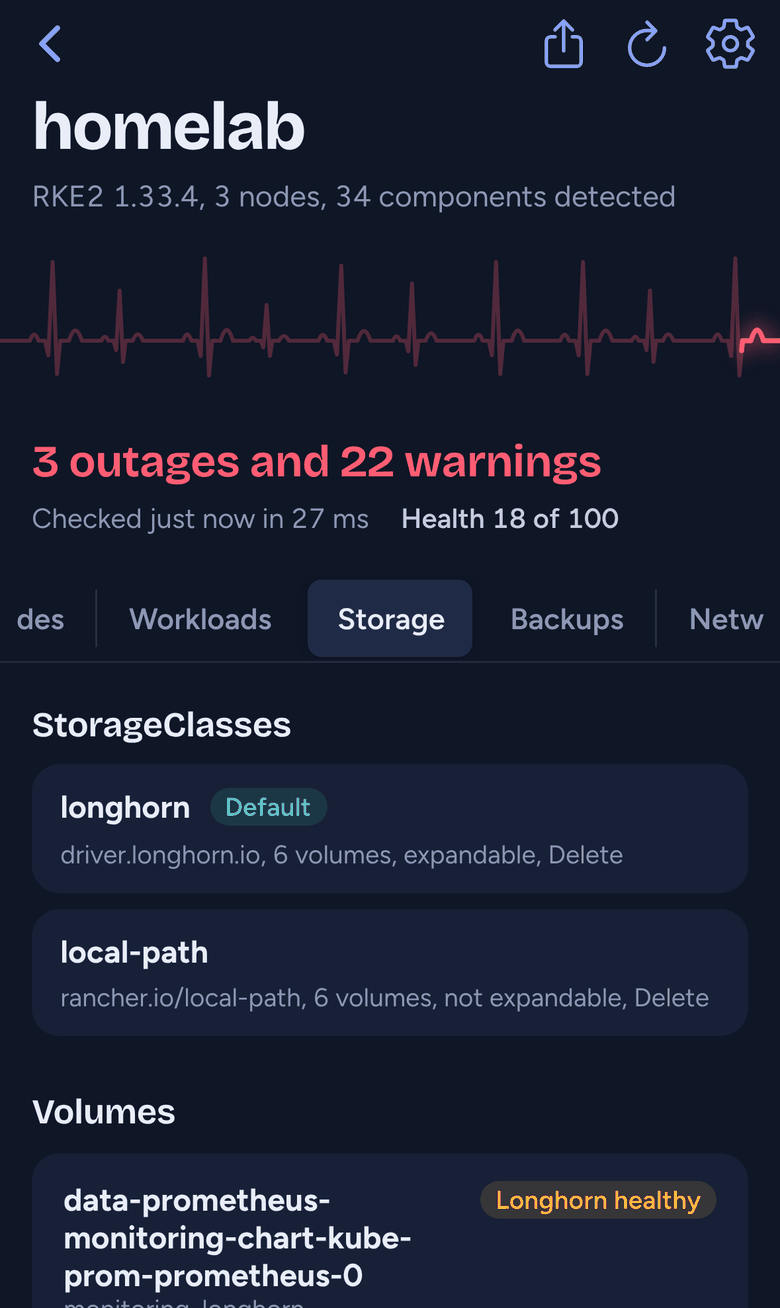 homelab
RKE2 1.33.4, 3 nodes, 34 components detected
3 outages and 22 warnings
Checked just now in 27 ms Health 18 of 100
des Workloads Storage Backups Netw
StorageClasses
longhorn Default
driver.longhorn.io, 6 volumes, expandable, Delete
local-path
rancher.io/local-path, 6 volumes, not expandable, Delete
Volumes
data-prometheus- Longhorn healthy
monitoring-chart-kube-
prom-prometheus-0
monitoring, longhorn